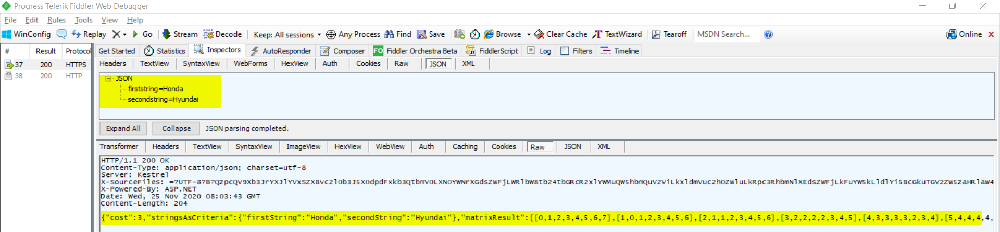 Progress Telerik Fiddler Web Debugger
File Edit Rules Tools View Help
WinConfig Replay Go Stream Decode Keep: All sessions Any Process Find Save Browse Clear Cache TextWizard Tearoff MSDN Search... Online
# Result Protocol Get Started Statistics Inspectors AutoResponder Composer FO Fiddler Orchestra Beta FiddlerScript Log Filters Timeline
37 200 HTTPS Headers TextView SyntaxView WebForms HexView Auth Cookies Raw JSON XML
38 200 HTTP
JSON
firststring=Honda
secondstring=Hyundai
Expand All Collapse JSON parsing completed.
Transformer Headers TextView SyntaxView ImageView HexView WebView Auth Caching Cookies Raw JSON XML
HTTP/1.1 200 OK
Content-Type: application/json; charset=utf-8
Server: Kestrel
X-SourceFiles:
X-Powered-By: ASP.NET
Date: Wed, 25 Nov 2020 08:03:43 GMT
Content-Length: 204
{"cost":3,"stringsAsCriteria":{"firstString":"Honda","secondString":"Hyundai"},"matrixResult":[[0,1,2,3,4,5,6,7],[1,0,1,2,3,4,5,6],[2,1,1,2,3,4,5,6],[3,2,2,2,2,3,4,5],[4,3,3,3,3,2,3,4],[5,4,4,4,4,